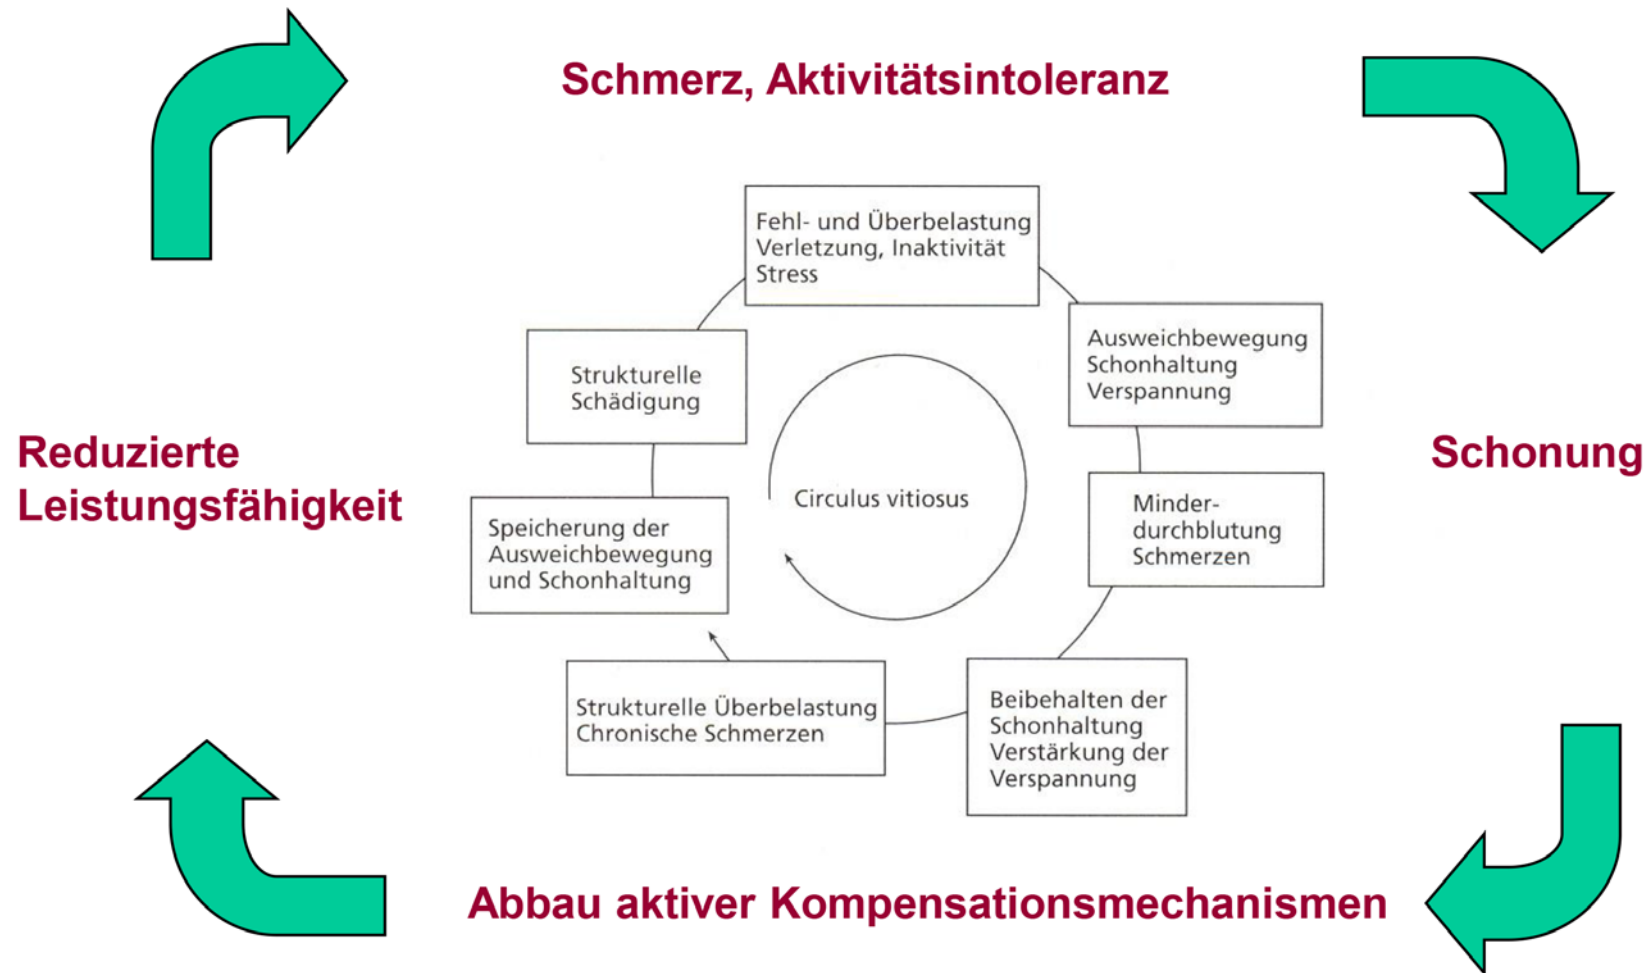 Schmerz, Aktivitätsintoleranz
Fehl- und Überbelastung
Verletzung, Inaktivität
Stress
Ausweichbewegung
Schonhaltung
Verspannung
Strukturelle
Schädigung
Reduzierte
Leistungsfähigkeit
Schonung
Circulus vitiosus
Minder-
durchblutung
Schmerzen
Speicherung der
Ausweichbewegung
und Schonhaltung
Beibehalten der
Schonhaltung
Verstärkung der
Verspannung
Strukturelle Überbelastung
Chronische Schmerzen
Abbau aktiver Kompensationsmechanismen